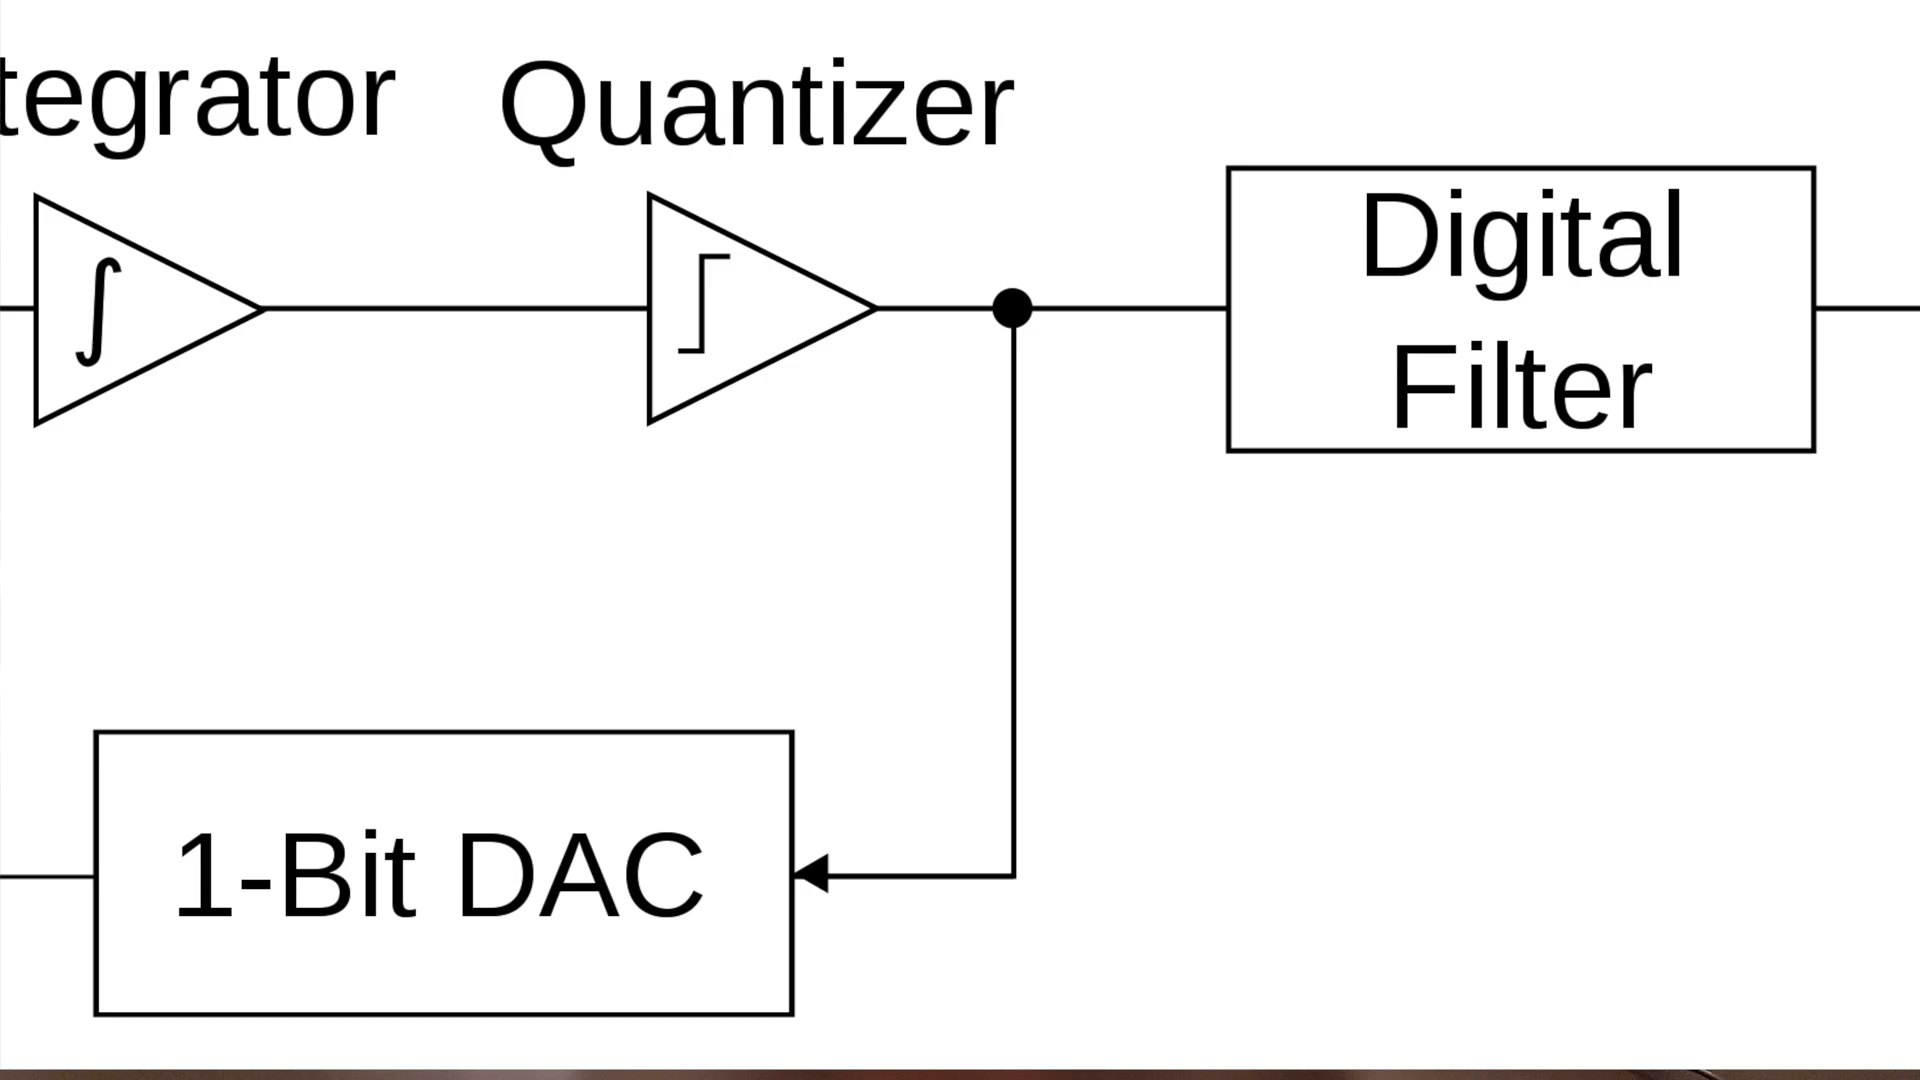 tegrator
Quantizer
∫
Digital
Filter
1-Bit DAC